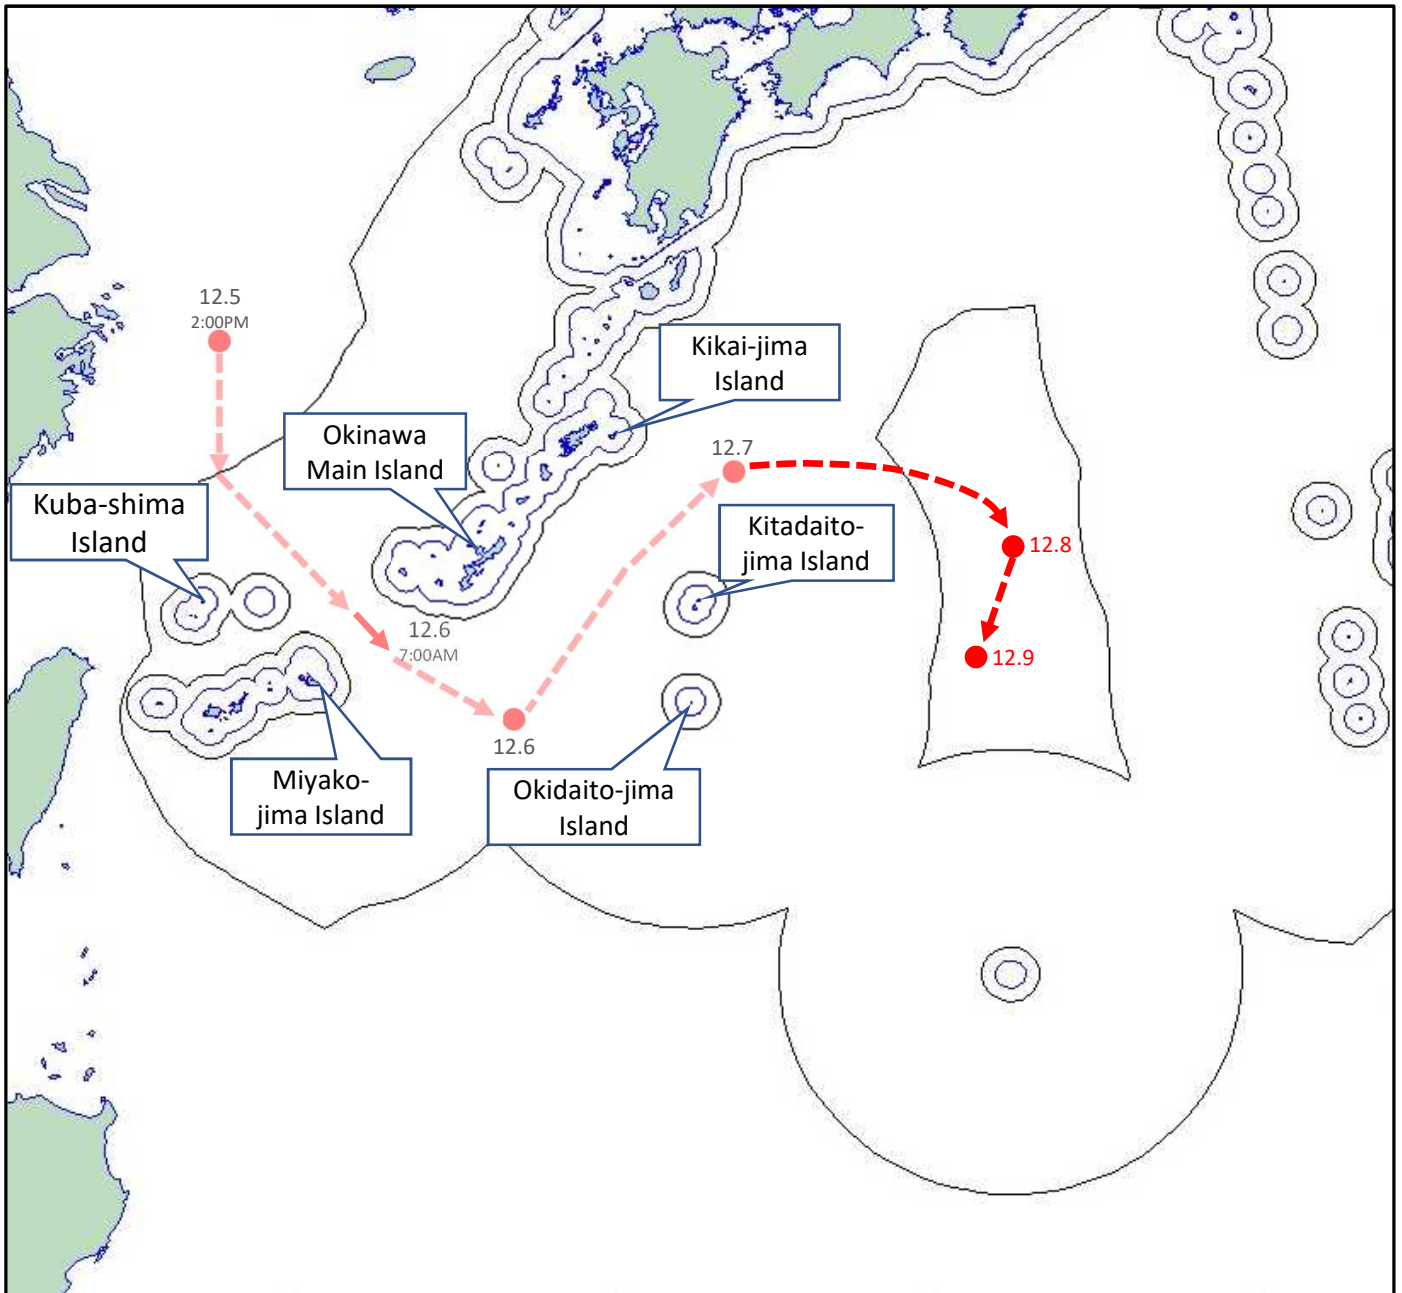 12.5
2:00PM
Kikai-jima
Island
Okinawa
Main Island
12.7
Kuba-shima
Island
Kitadaito-
jima Island
12.8
12.6
7:00AM
12.9
12.6
Miyako-
jima Island
Okidaito-jima
Island